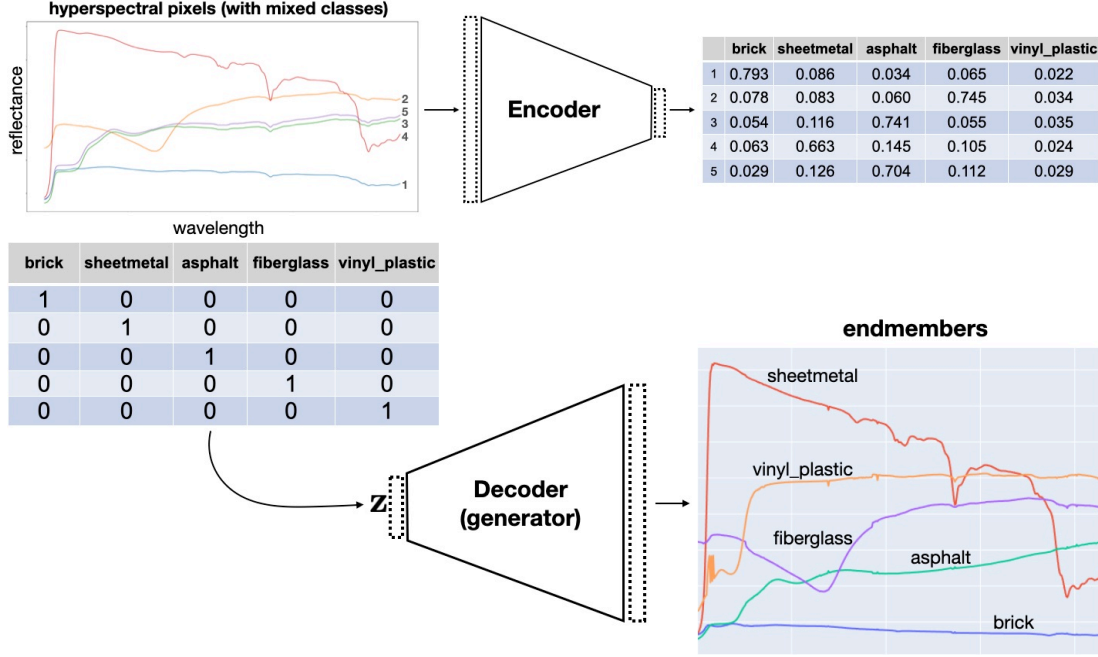 hyperspectral pixels (with mixed classes)
reflectance
2
5
3
4
1
wavelength
Encoder
brick sheetmetal asphalt fiberglass vinyl_plastic
1 0.793 0.086 0.034 0.065 0.022
2 0.078 0.083 0.060 0.745 0.034
3 0.054 0.116 0.741 0.055 0.035
4 0.063 0.663 0.145 0.105 0.024
5 0.029 0.126 0.704 0.112 0.029
brick sheetmetal asphalt fiberglass vinyl_plastic
1 0 0 0 0
0 1 0 0 0
0 0 1 0 0
0 0 0 1 0
0 0 0 0 1
z
Decoder
(generator)
endmembers
sheetmetal
vinyl_plastic
fiberglass
asphalt
brick